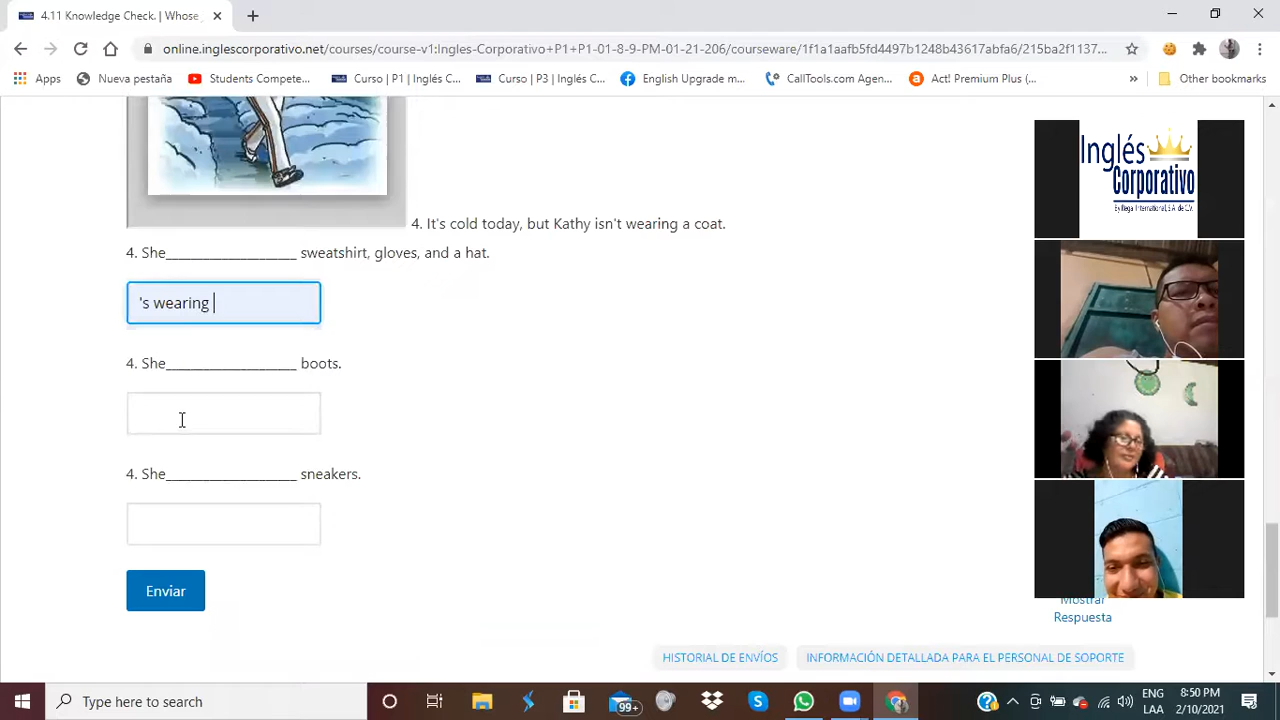 4.11 Knowledge Check. | Whose
online.inglescorporativo.net/courses/course-v1:Ingles-Corporativo+P1+P1-01-8-9-PM-01-21-206/courseware/1f1a1aafb5fd4497b1248b43617abfa6/215ba2f1137...
Apps
Nueva pestaña
Students Compete...
Curso | P1 | Inglés C...
Curso | P3 | Inglés C...
English Upgrade m...
CallTools.com Agen...
Act! Premium Plus (...
»
Other bookmarks
Inglés
Corporativo
4. It's cold today, but Kathy isn't wearing a coat.
4. She____________________ sweatshirt, gloves, and a hat.
's wearing
4. She____________________ boots.
4. She____________________ sneakers.
Enviar
Mostrar
Respuesta
HISTORIAL DE ENVÍOS
INFORMACIÓN DETALLADA PARA EL PERSONAL DE SOPORTE
Type here to search
99+
ENG
LAA
8:50 PM
2/10/2021